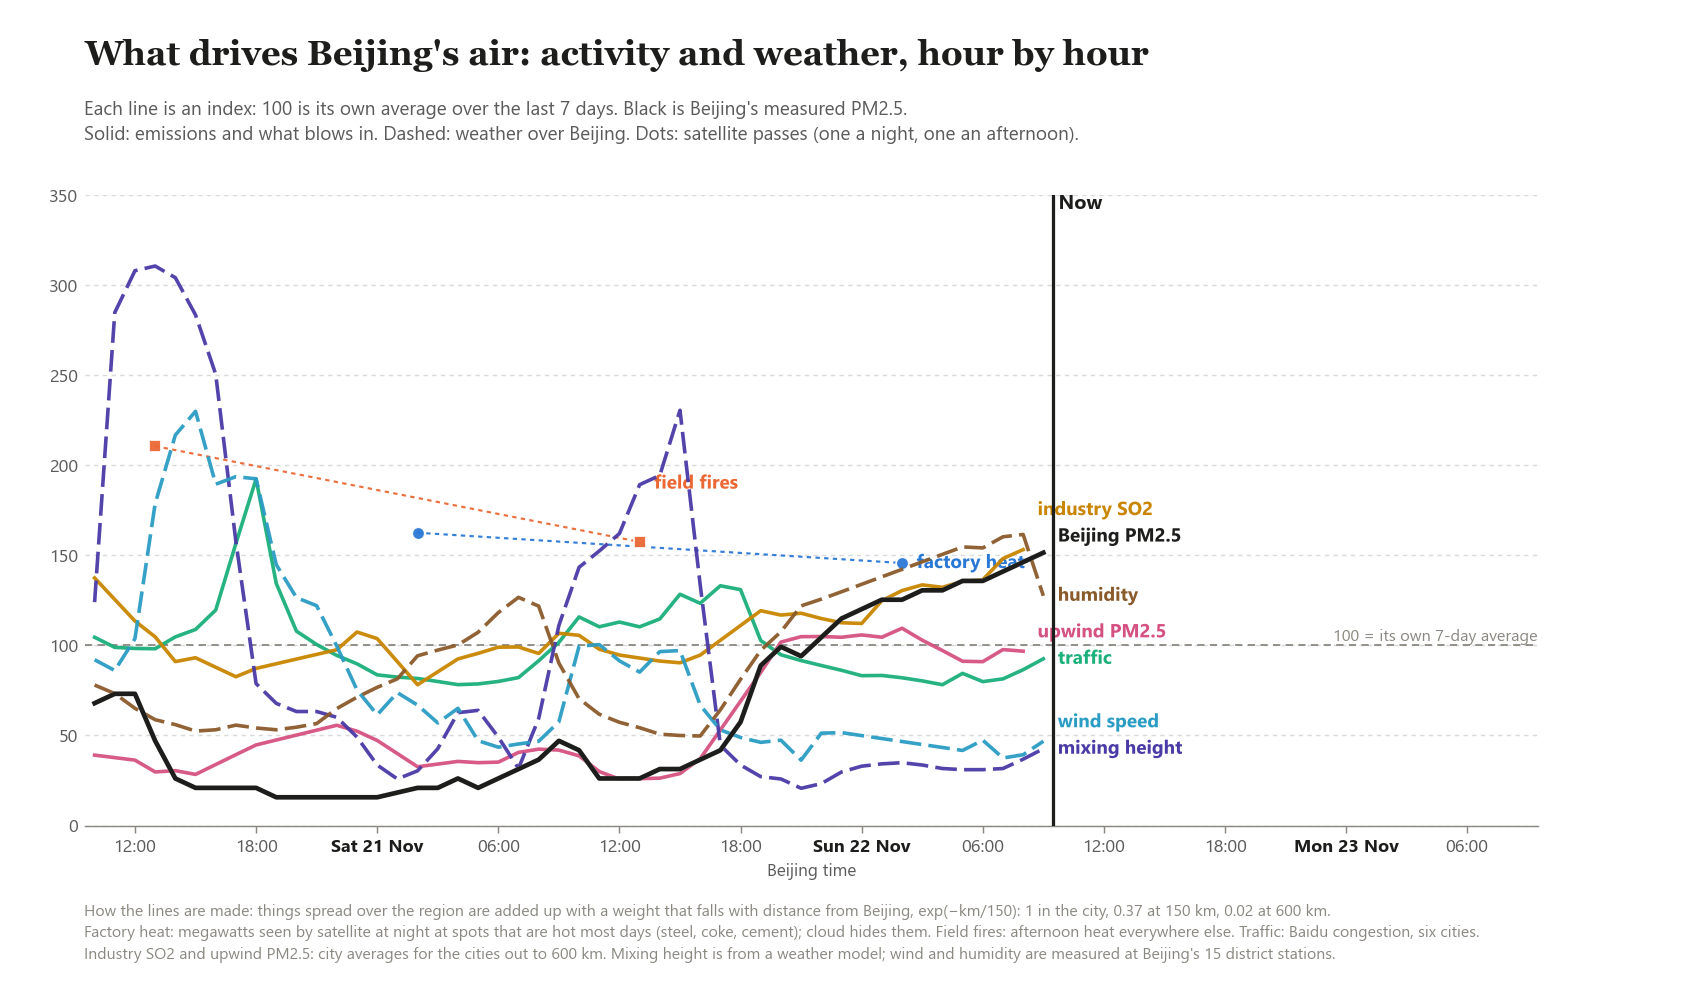 What drives Beijing's air: activity and weather, hour by hour
Each line is an index: 100 is its own average over the last 7 days. Black is Beijing's measured PM2.5.
Solid: emissions and what blows in. Dashed: weather over Beijing. Dots: satellite passes (one a night, one an afternoon).
350
Now
300
250
200
field fires
industry SO2
Beijing PM2.5
150
factory heat
humidity
upwind PM2.5
100 = its own 7-day average
100
traffic
wind speed
50
mixing height
0
12:00 18:00 Sat 21 Nov 06:00 12:00 18:00 Sun 22 Nov 06:00 12:00 18:00 Mon 23 Nov 06:00
Beijing time
How the lines are made: things spread over the region are added up with a weight that falls with distance from Beijing, exp(−km/150): 1 in the city, 0.37 at 150 km, 0.02 at 600 km.
Factory heat: megawatts seen by satellite at night at spots that are hot most days (steel, coke, cement); cloud hides them. Field fires: afternoon heat everywhere else. Traffic: Baidu congestion, six cities.
Industry SO2 and upwind PM2.5: city averages for the cities out to 600 km. Mixing height is from a weather model; wind and humidity are measured at Beijing's 15 district stations.